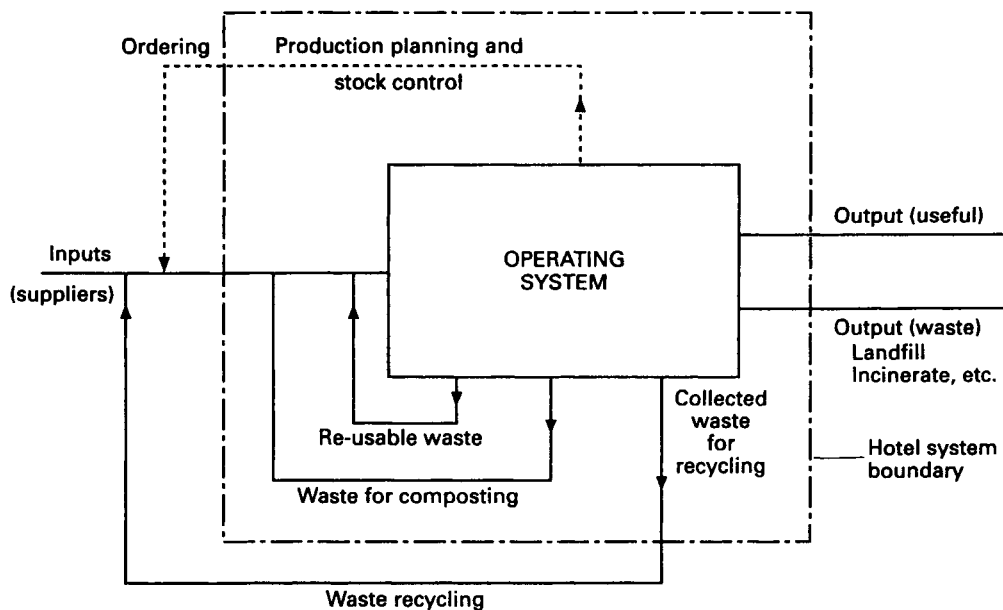 Ordering
Production planning and
stock control
Inputs
(suppliers)
OPERATING
SYSTEM
Output (useful)
Output (waste)
Landfill
Incinerate, etc.
Collected
waste
for
recycling
Re-usable waste
Waste for composting
Hotel system
boundary
Waste recycling